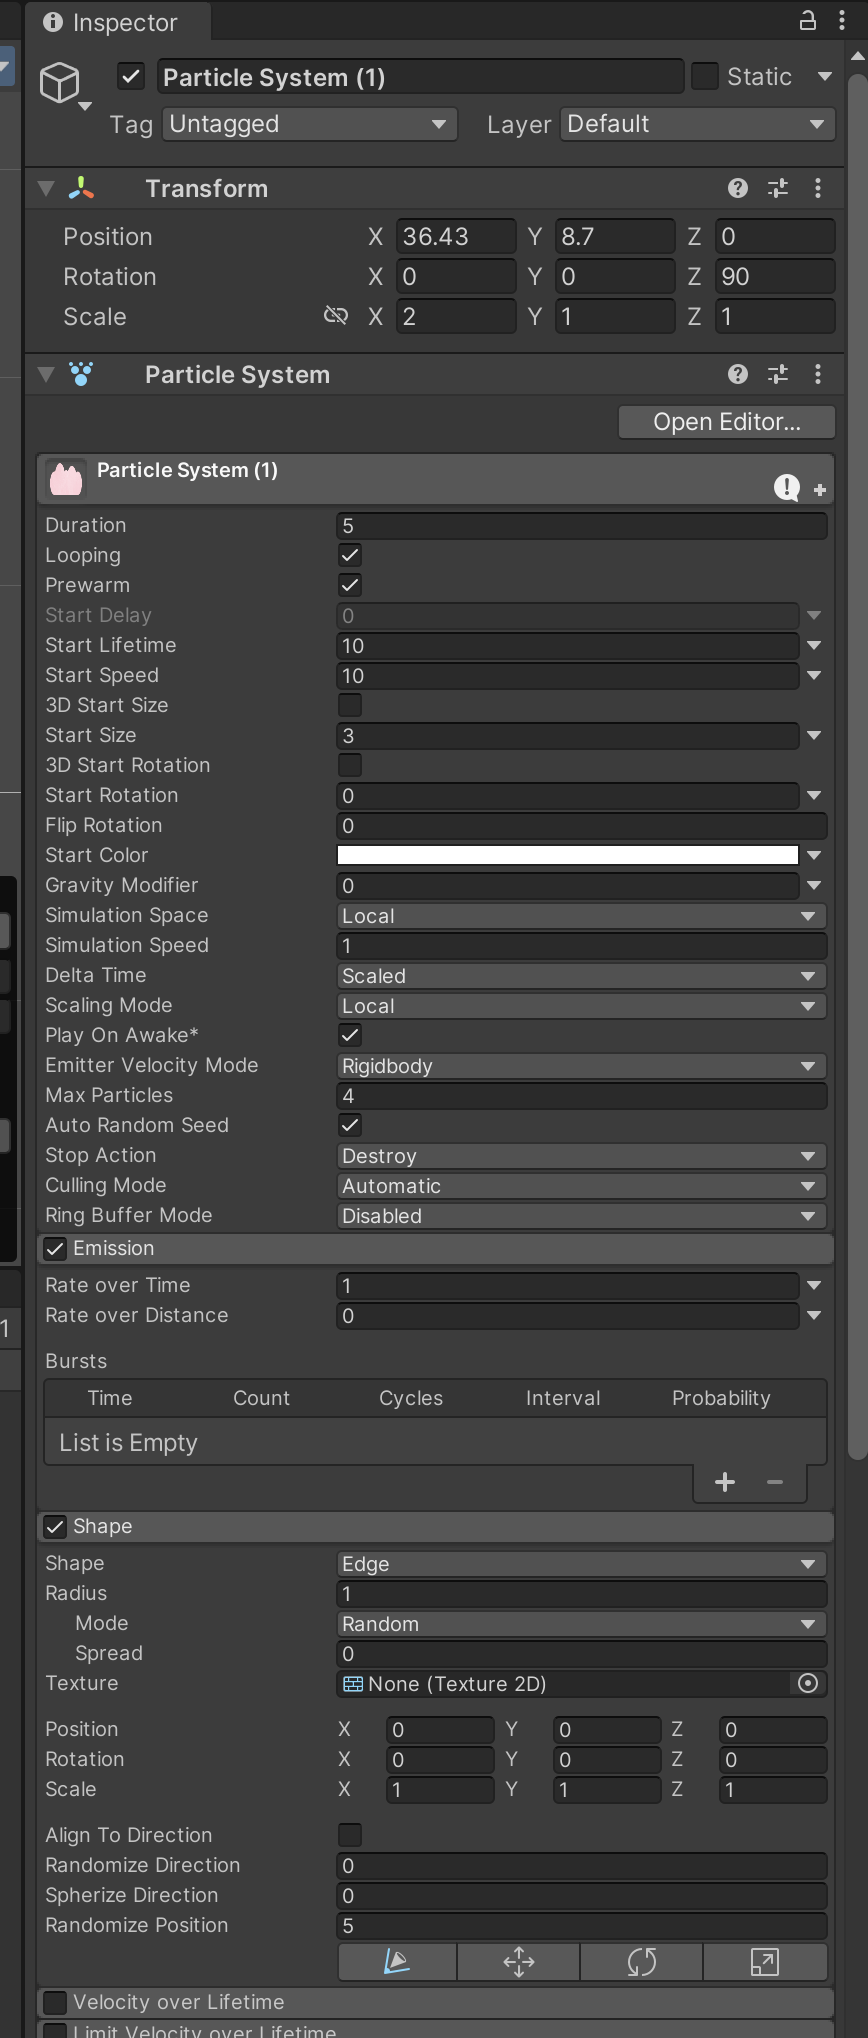 Inspector
Particle System (1) Static
Tag Untagged Layer Default
Transform
Position X 36.43 Y 8.7 Z 0
Rotation X 0 Y 0 Z 90
Scale X 2 Y 1 Z 1
Particle System
Open Editor...
Particle System (1)
Duration 5
Looping
Prewarm
Start Delay 0
Start Lifetime 10
Start Speed 10
3D Start Size
Start Size 3
3D Start Rotation
Start Rotation 0
Flip Rotation 0
Start Color
Gravity Modifier 0
Simulation Space Local
Simulation Speed 1
Delta Time Scaled
Scaling Mode Local
Play On Awake*
Emitter Velocity Mode Rigidbody
Max Particles 4
Auto Random Seed
Stop Action Destroy
Culling Mode Automatic
Ring Buffer Mode Disabled
Emission
Rate over Time 1
Rate over Distance 0
1
Bursts
Time Count Cycles Interval Probability
List is Empty
Shape
Shape Edge
Radius 1
Mode Random
Spread 0
Texture None (Texture 2D)
Position X 0 Y 0 Z 0
Rotation X 0 Y 0 Z 0
Scale X 1 Y 1 Z 1
Align To Direction
Randomize Direction 0
Spherize Direction 0
Randomize Position 5
Velocity over Lifetime
Limit Velocity over Lifetime